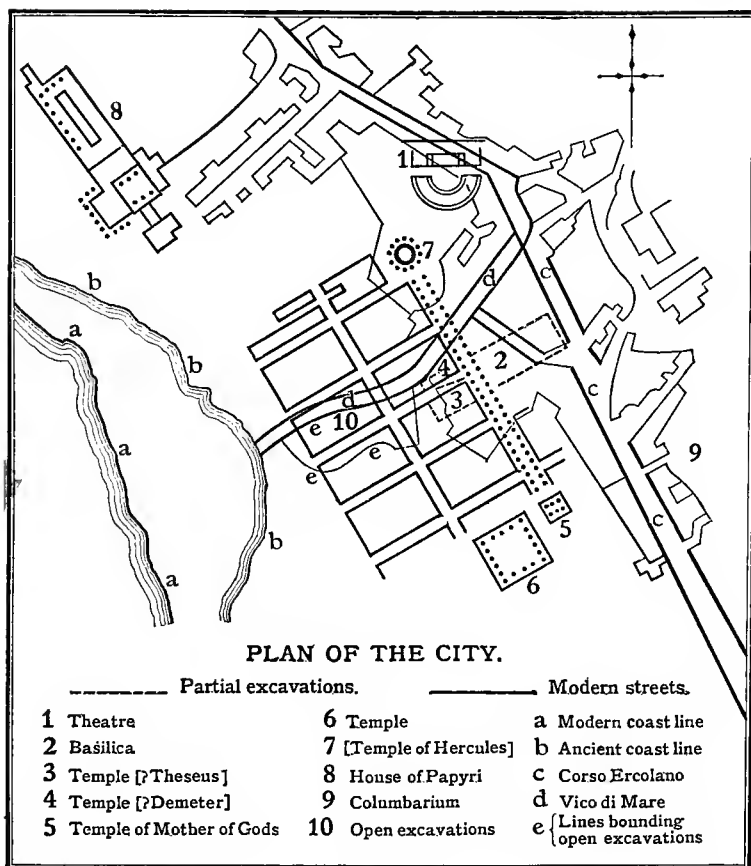 8
1
7
b
d
c
a
b
2
4
d
c
3
e
10
e
9
e
a
b
c
5
a
6
PLAN OF THE CITY.
Partial excavations.
Modern streets.
1 Theatre
2 Basilica
3 Temple [?Theseus]
4 Temple [?Demeter]
5 Temple of Mother of Gods
6 Temple
7 [Temple of Hercules]
8 House of Papyri
9 Columbarium
10 Open excavations
a Modern coast line
b Ancient coast line
c Corso Ercolano
d Vico di Mare
e { Lines bounding
open excavations